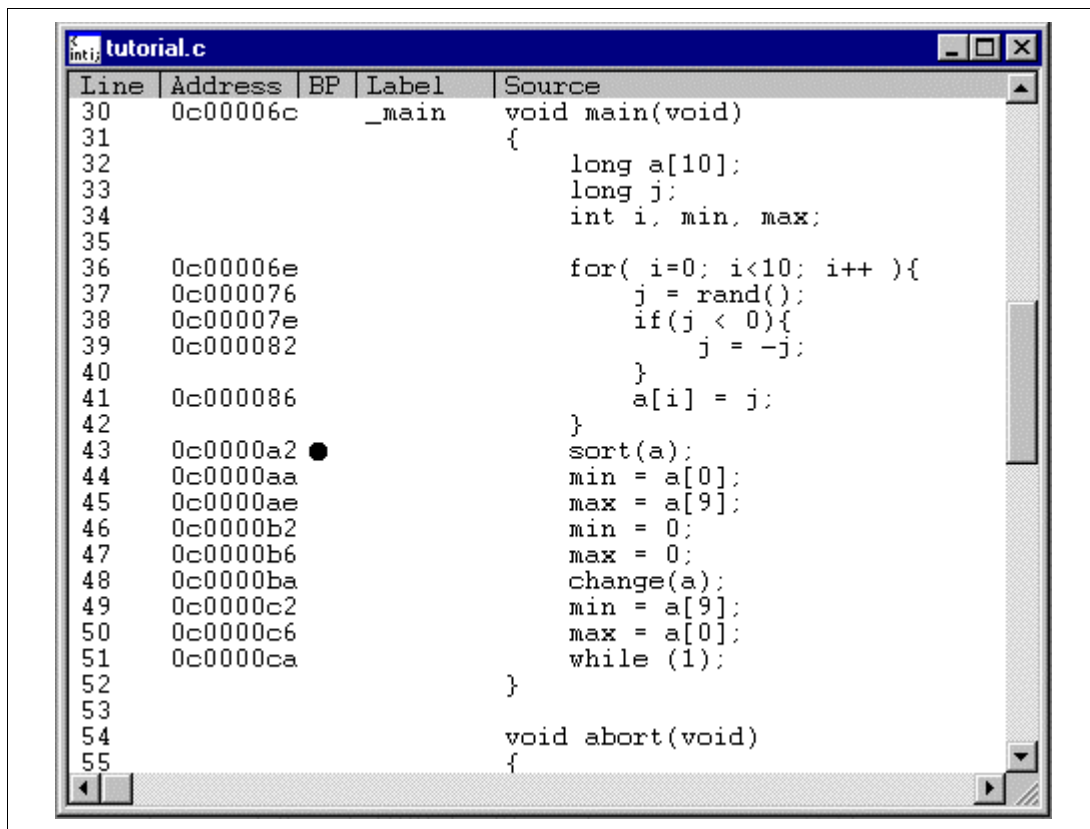 tutorial.c
Line Address BP Label Source
30 0c00006c _main void main(void)
31 {
32 long a[10];
33 long j;
34 int i, min, max;
35
36 0c00006e for( i=0; i<10; i++ ){
37 0c000076 j = rand();
38 0c00007e if(j < 0){
39 0c000082 j = -j;
40 }
41 0c000086 a[i] = j;
42 }
43 0c0000a2 ● sort(a);
44 0c0000aa min = a[0];
45 0c0000ae max = a[9];
46 0c0000b2 min = 0;
47 0c0000b6 max = 0;
48 0c0000ba change(a);
49 0c0000c2 min = a[9];
50 0c0000c6 max = a[0];
51 0c0000ca while (1);
52 }
53
54 void abort(void)
55 {